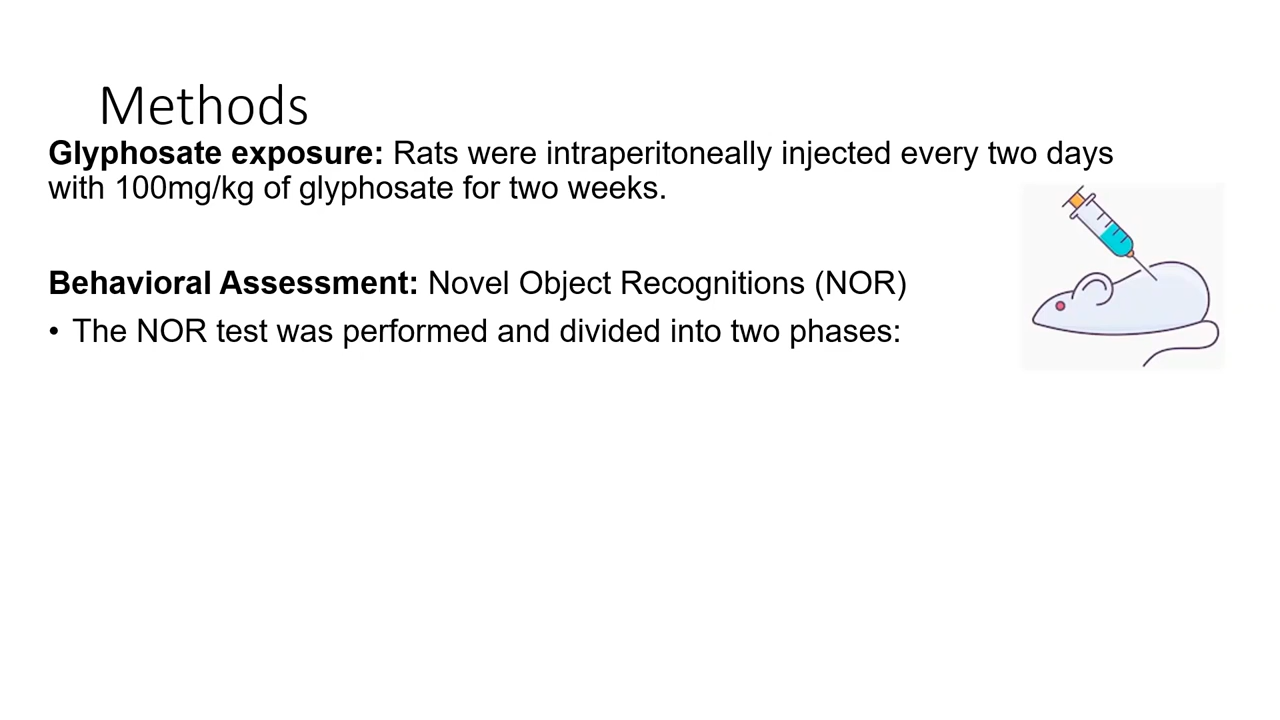 Methods
Glyphosate exposure: Rats were intraperitoneally injected every two days
with 100mg/kg of glyphosate for two weeks.
Behavioral Assessment: Novel Object Recognitions (NOR)
• The NOR test was performed and divided into two phases: